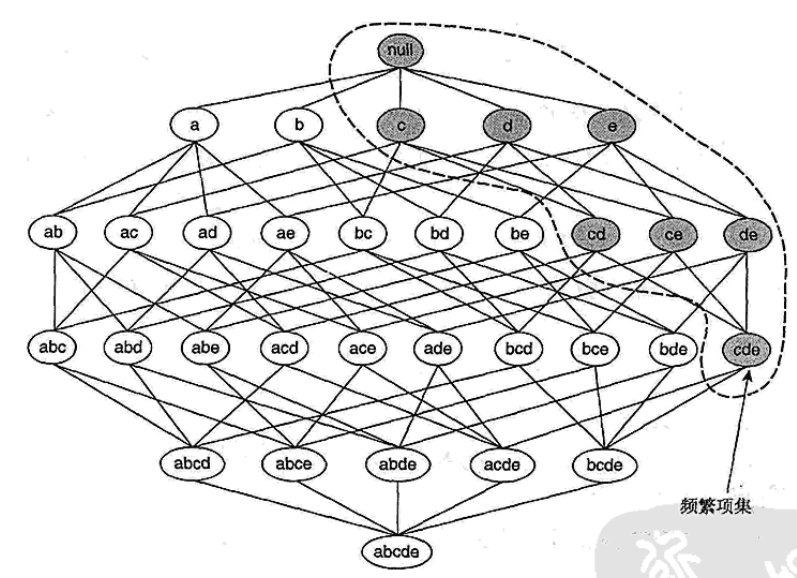 null
a b c d e
ab ac ad ae bc bd be cd ce de
abc abd abe acd ace ade bcd bce bde cde
abcd abce abde acde bcde
频繁项集
abcde